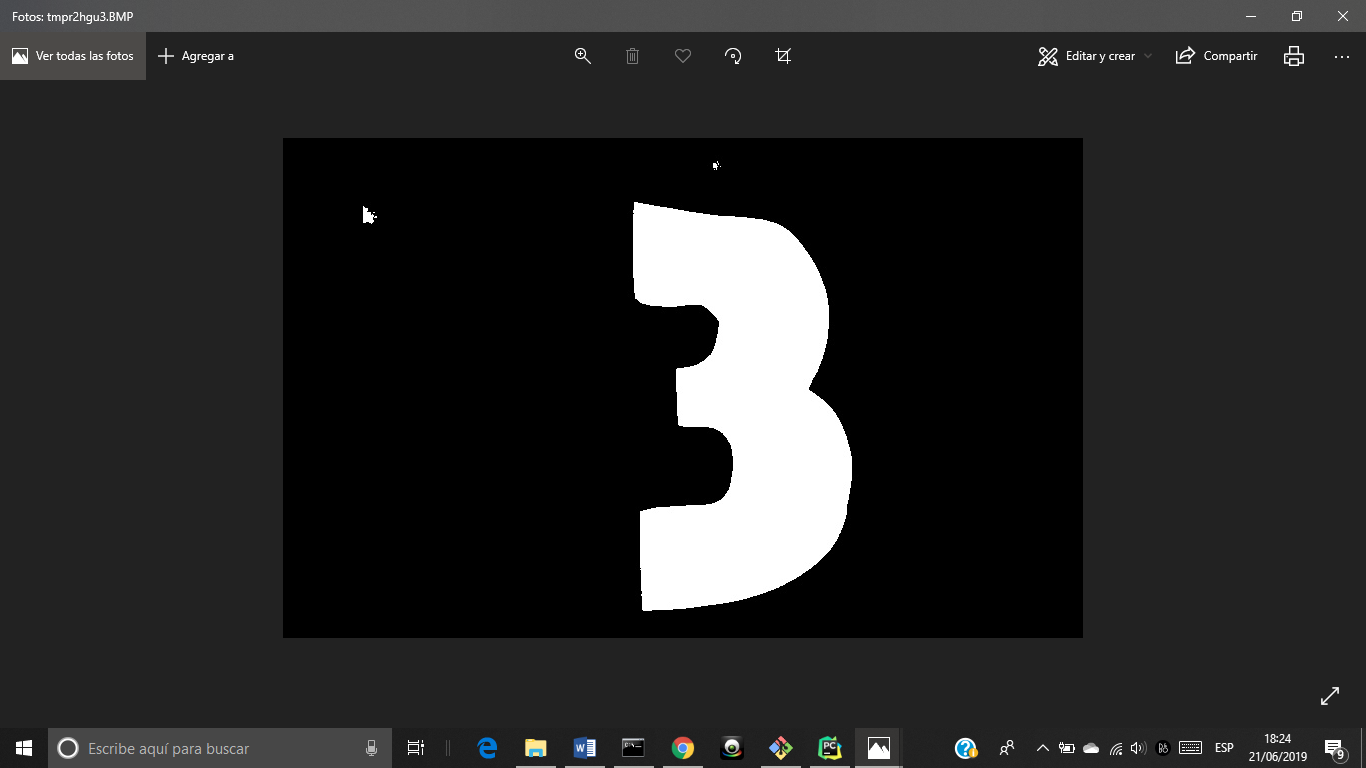 Fotos: tmpr2hgu3.BMP
Ver todas las fotos
Agregar a
Editar y crear
Compartir
3
Escribe aquí para buscar
ESP
18:24
21/06/2019
9